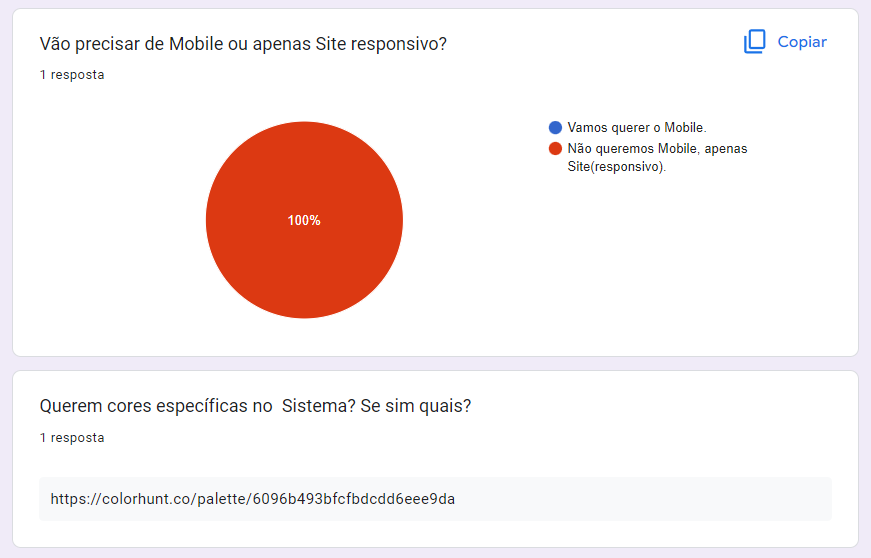 Vão precisar de Mobile ou apenas Site responsivo?
Copiar
1 resposta
Vamos querer o Mobile.
Não queremos Mobile, apenas
Site(responsivo).
100%
Querem cores específicas no  Sistema? Se sim quais?
1 resposta
https://colorhunt.co/palette/6096b493bfcfbdcdd6eee9da